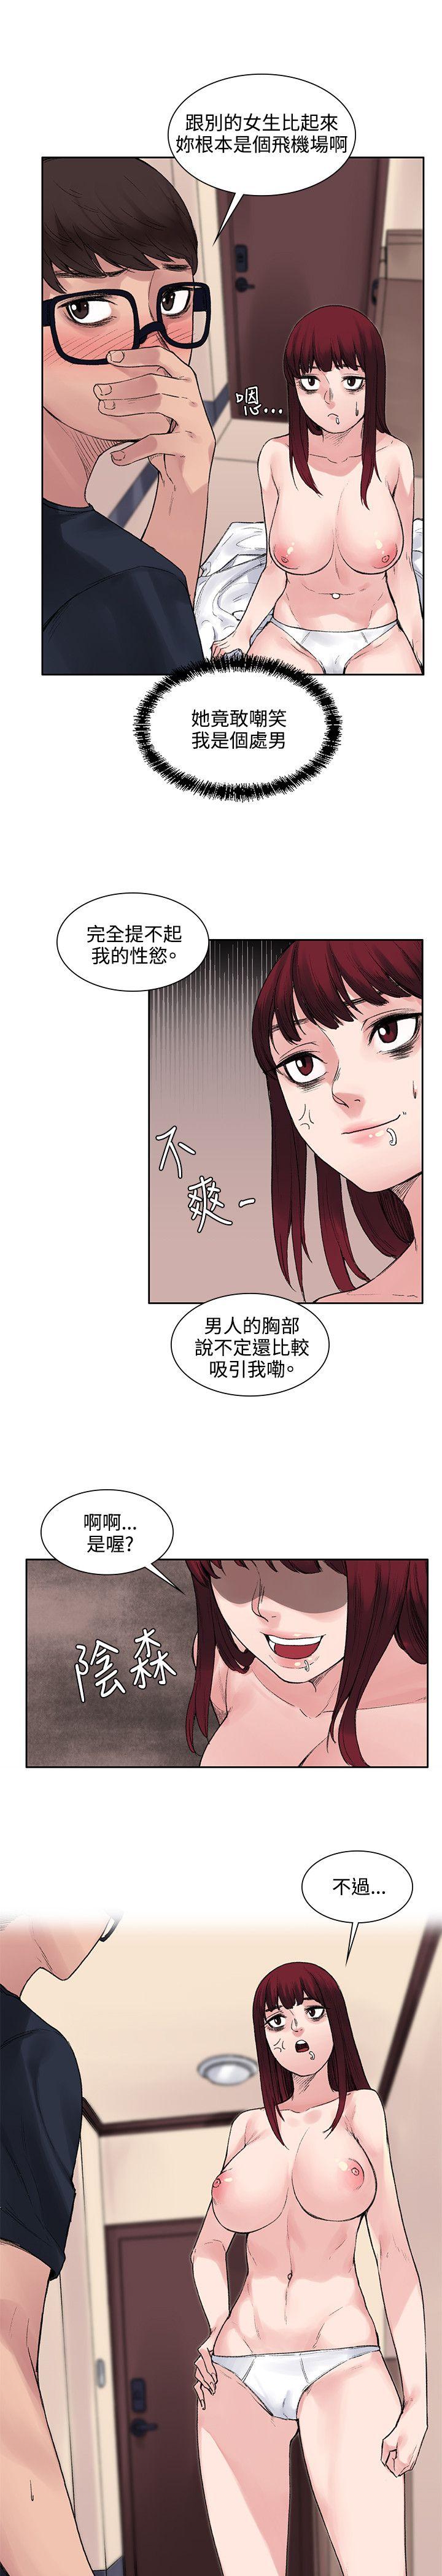 跟別的女生比起來
妳根本是個飛機場啊
嗯...
她竟敢嘲笑
我是個處男
完全提不起
我的性慾。
不爽-
男人的胸部
說不定還比較
吸引我嘞。
啊啊...
是喔?
陰森
不過...